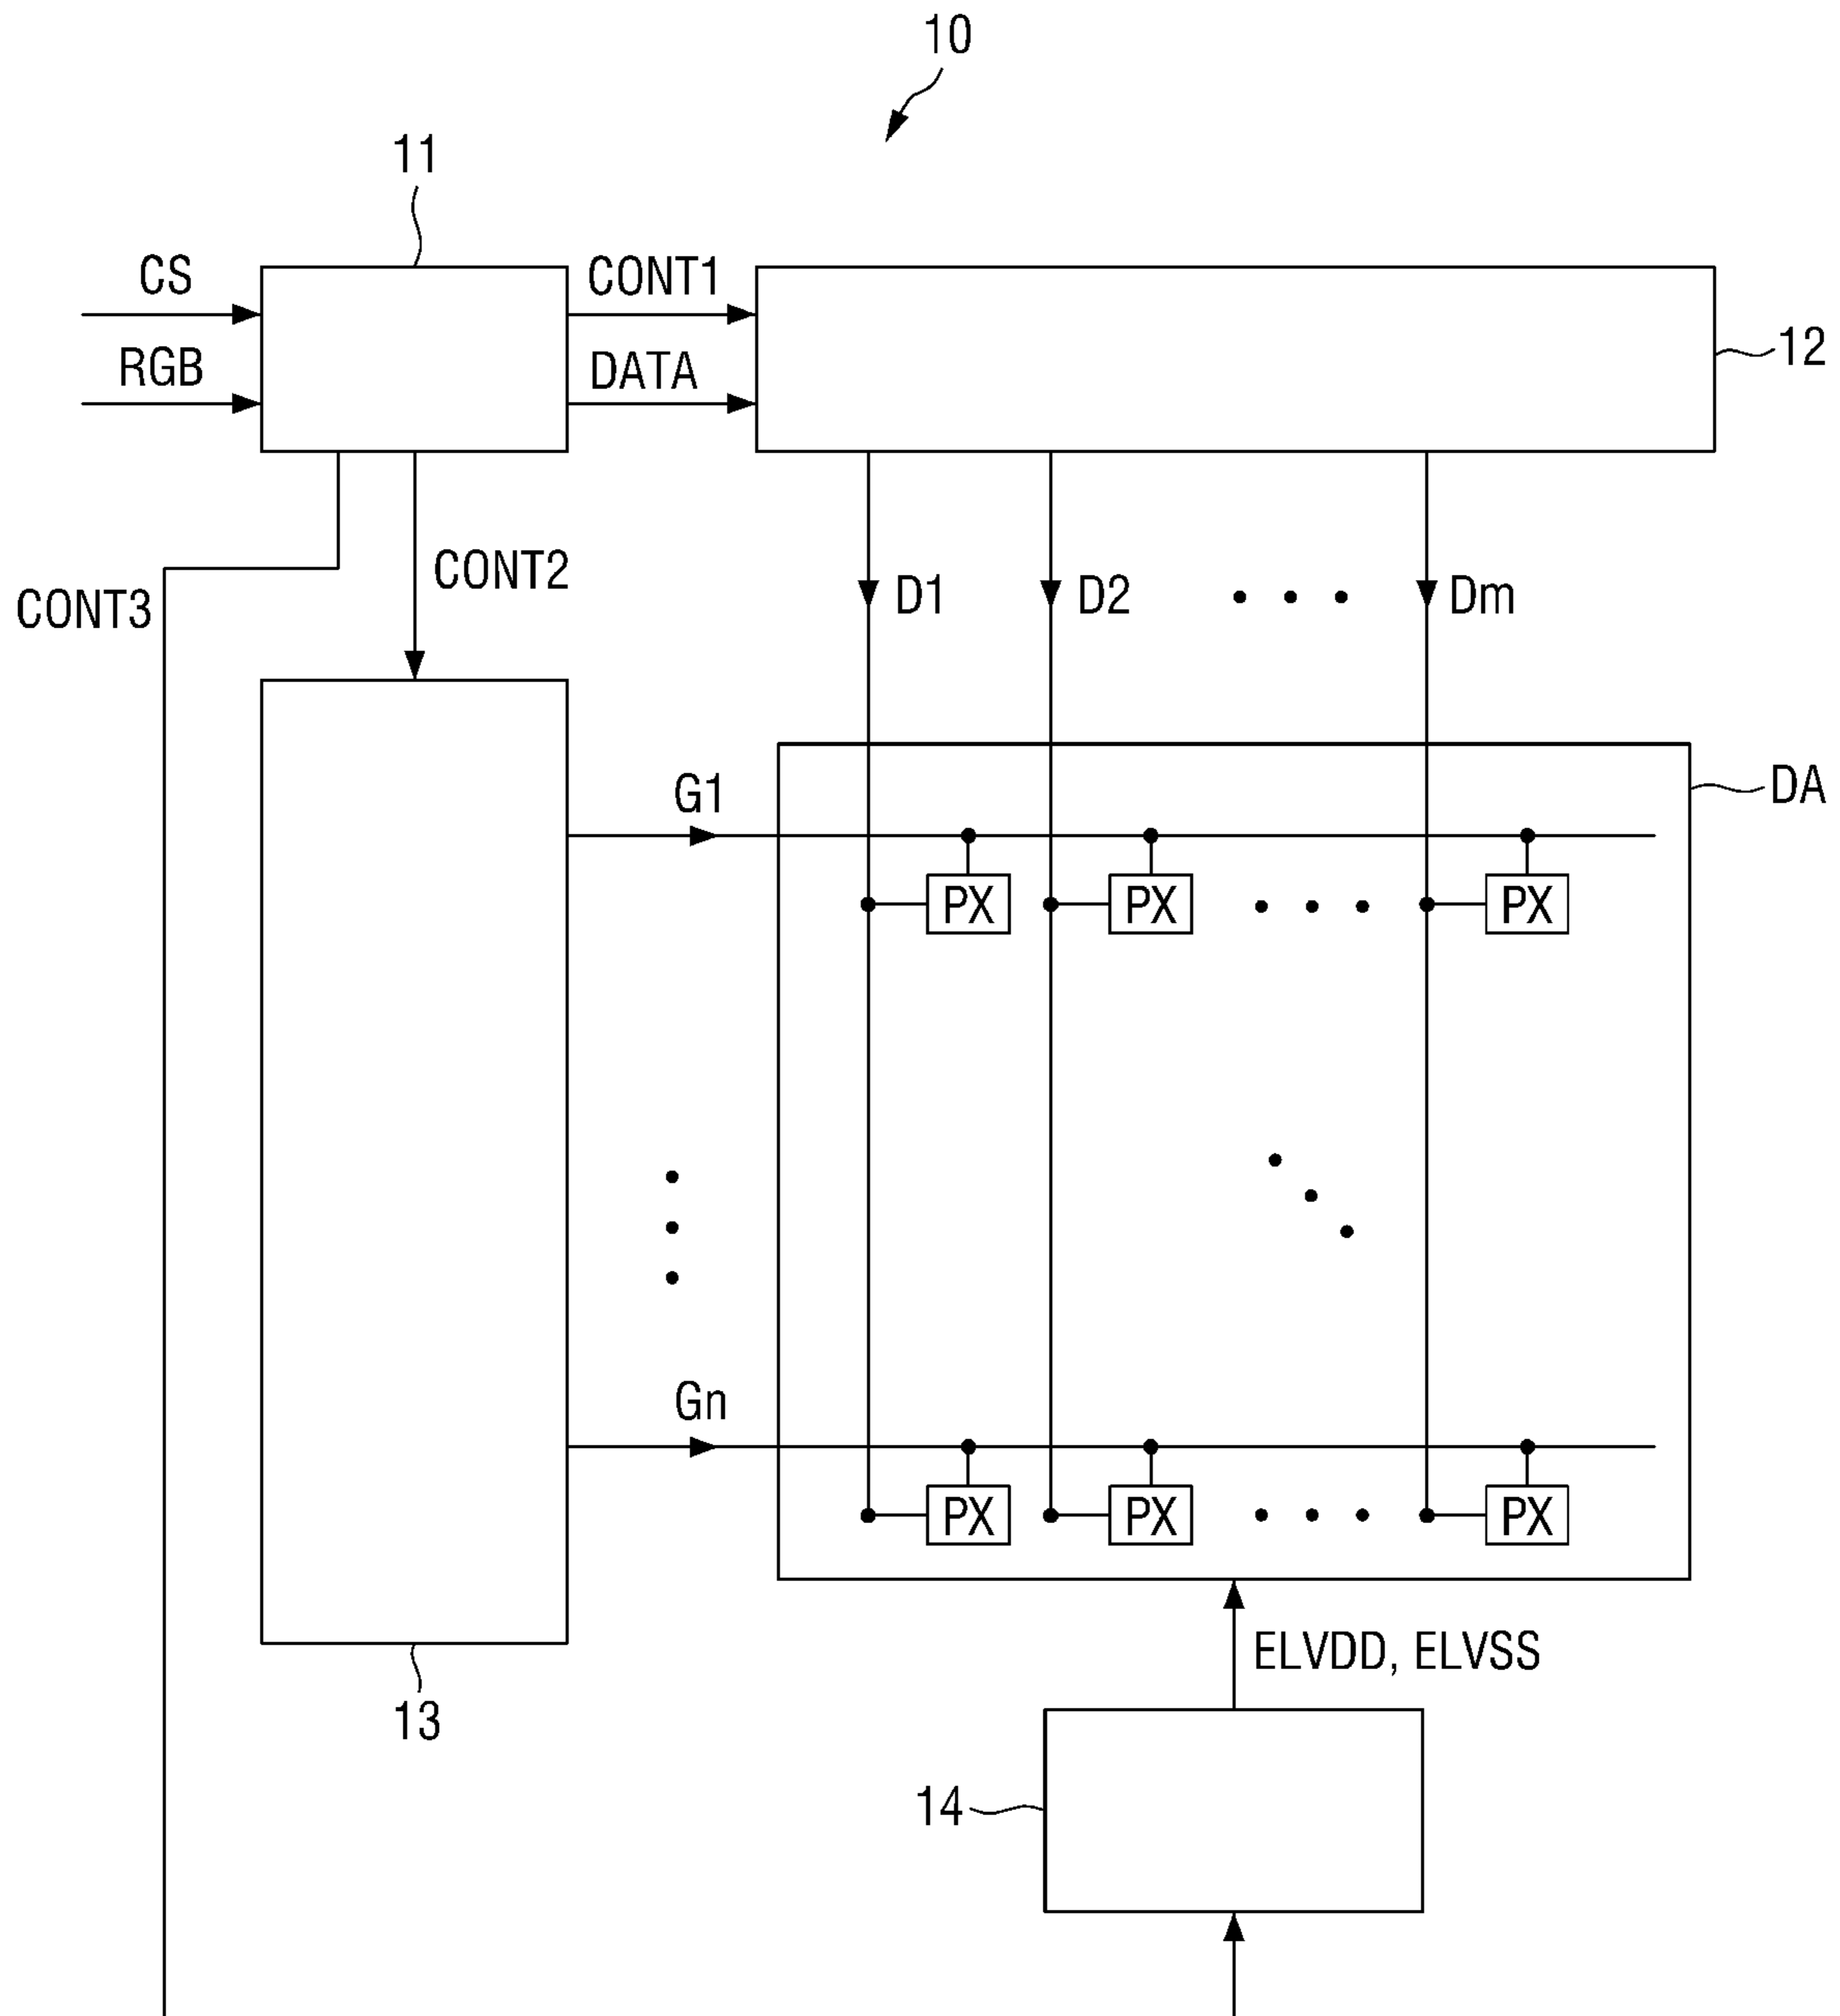 10
11
CS
CONT1
12
RGB
DATA
CONT2
CONT3
D1
D2
Dm
DA
G1
PX
PX
PX
Gn
PX
PX
PX
ELVDD, ELVSS
13
14